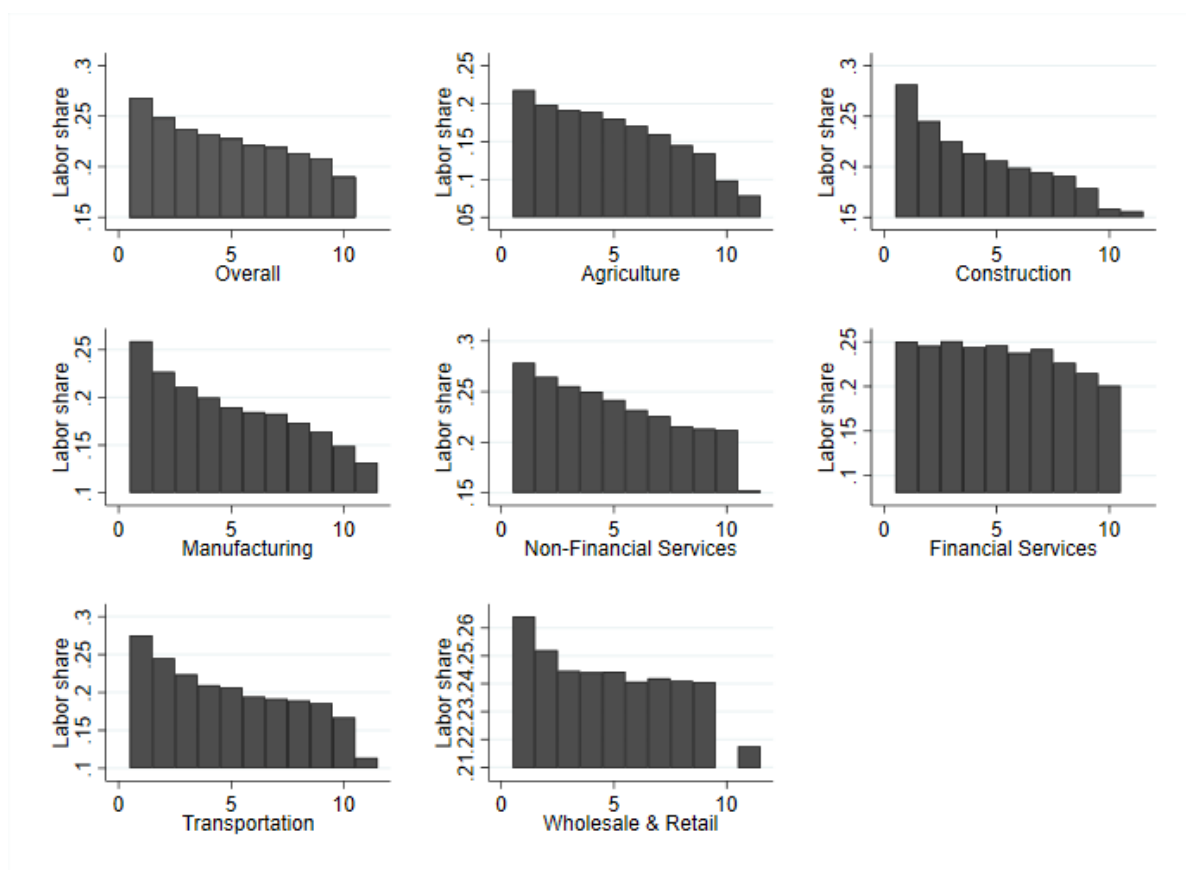 Labor share
.15 .2 .25 .3
0 5 10
Overall
Labor share
.05 .1 .15 .2 .25
0 5 10
Agriculture
Labor share
.15 .2 .25 .3
0 5 10
Construction
Labor share
.1 .15 .2 .25
0 5 10
Manufacturing
Labor share
.15 .2 .25 .3
0 5 10
Non-Financial Services
Labor share
.1 .15 .2 .25
0 5 10
Financial Services
Labor share
.1 .15 .2 .25 .3
0 5 10
Transportation
Labor share
.21.22.23.24.25.26
0 5 10
Wholesale & Retail